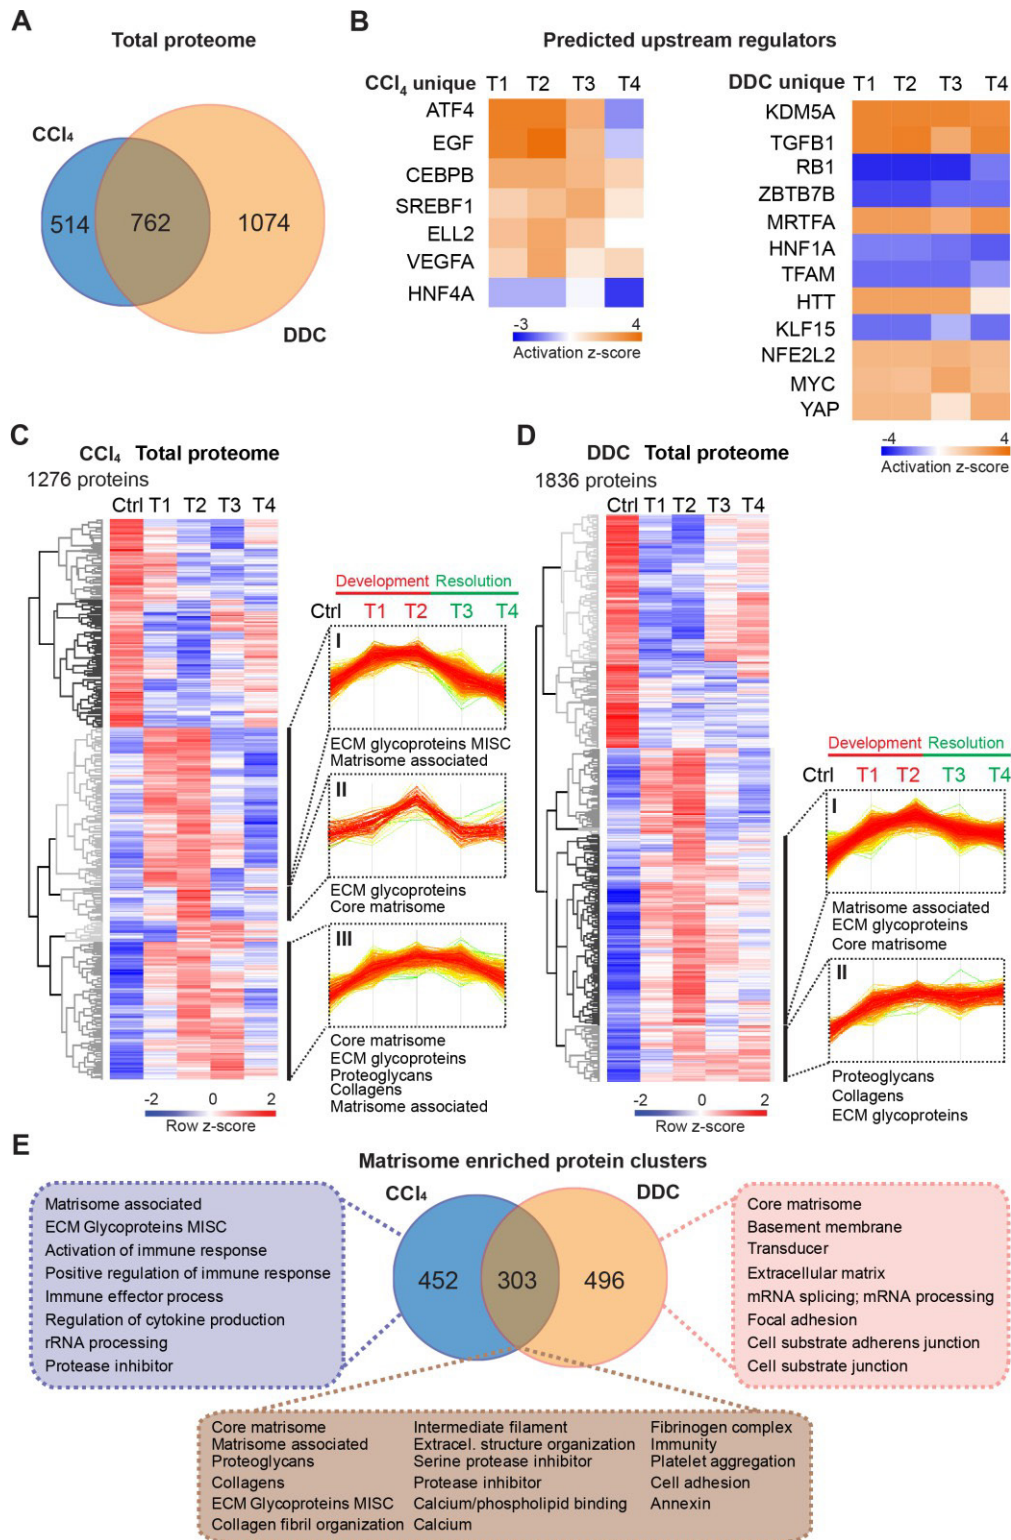 A
Total proteome
CCl₄
514
762
1074
DDC
B
Predicted upstream regulators
CCl₄ unique T1 T2 T3 T4
ATF4
EGF
CEBPB
SREBF1
ELL2
VEGFA
HNF4A
-3 4
Activation z-score
DDC unique T1 T2 T3 T4
KDM5A
TGFB1
RB1
ZBTB7B
MRTFA
HNF1A
TFAM
HTT
KLF15
NFE2L2
MYC
YAP
-4 4
Activation z-score
C
CCl₄ Total proteome
1276 proteins
Ctrl T1 T2 T3 T4
Development Resolution
Ctrl T1 T2 T3 T4
I
ECM glycoproteins MISC
Matrisome associated
II
ECM glycoproteins
Core matrisome
III
Core matrisome
ECM glycoproteins
Proteoglycans
Collagens
Matrisome associated
-2 0 2
Row z-score
D
DDC Total proteome
1836 proteins
Ctrl T1 T2 T3 T4
Development Resolution
Ctrl T1 T2 T3 T4
I
Matrisome associated
ECM glycoproteins
Core matrisome
II
Proteoglycans
Collagens
ECM glycoproteins
-2 0 2
Row z-score
E
Matrisome enriched protein clusters
CCl₄
DDC
452
303
496
Matrisome associated
ECM Glycoproteins MISC
Activation of immune response
Positive regulation of immune response
Immune effector process
Regulation of cytokine production
rRNA processing
Protease inhibitor
Core matrisome
Basement membrane
Transducer
Extracellular matrix
mRNA splicing; mRNA processing
Focal adhesion
Cell substrate adherens junction
Cell substrate junction
Core matrisome
Matrisome associated
Proteoglycans
Collagens
ECM Glycoproteins MISC
Collagen fibril organization
Intermediate filament
Extracel. structure organization
Serine protease inhibitor
Protease inhibitor
Calcium/phospholipid binding
Calcium
Fibrinogen complex
Immunity
Platelet aggregation
Cell adhesion
Annexin